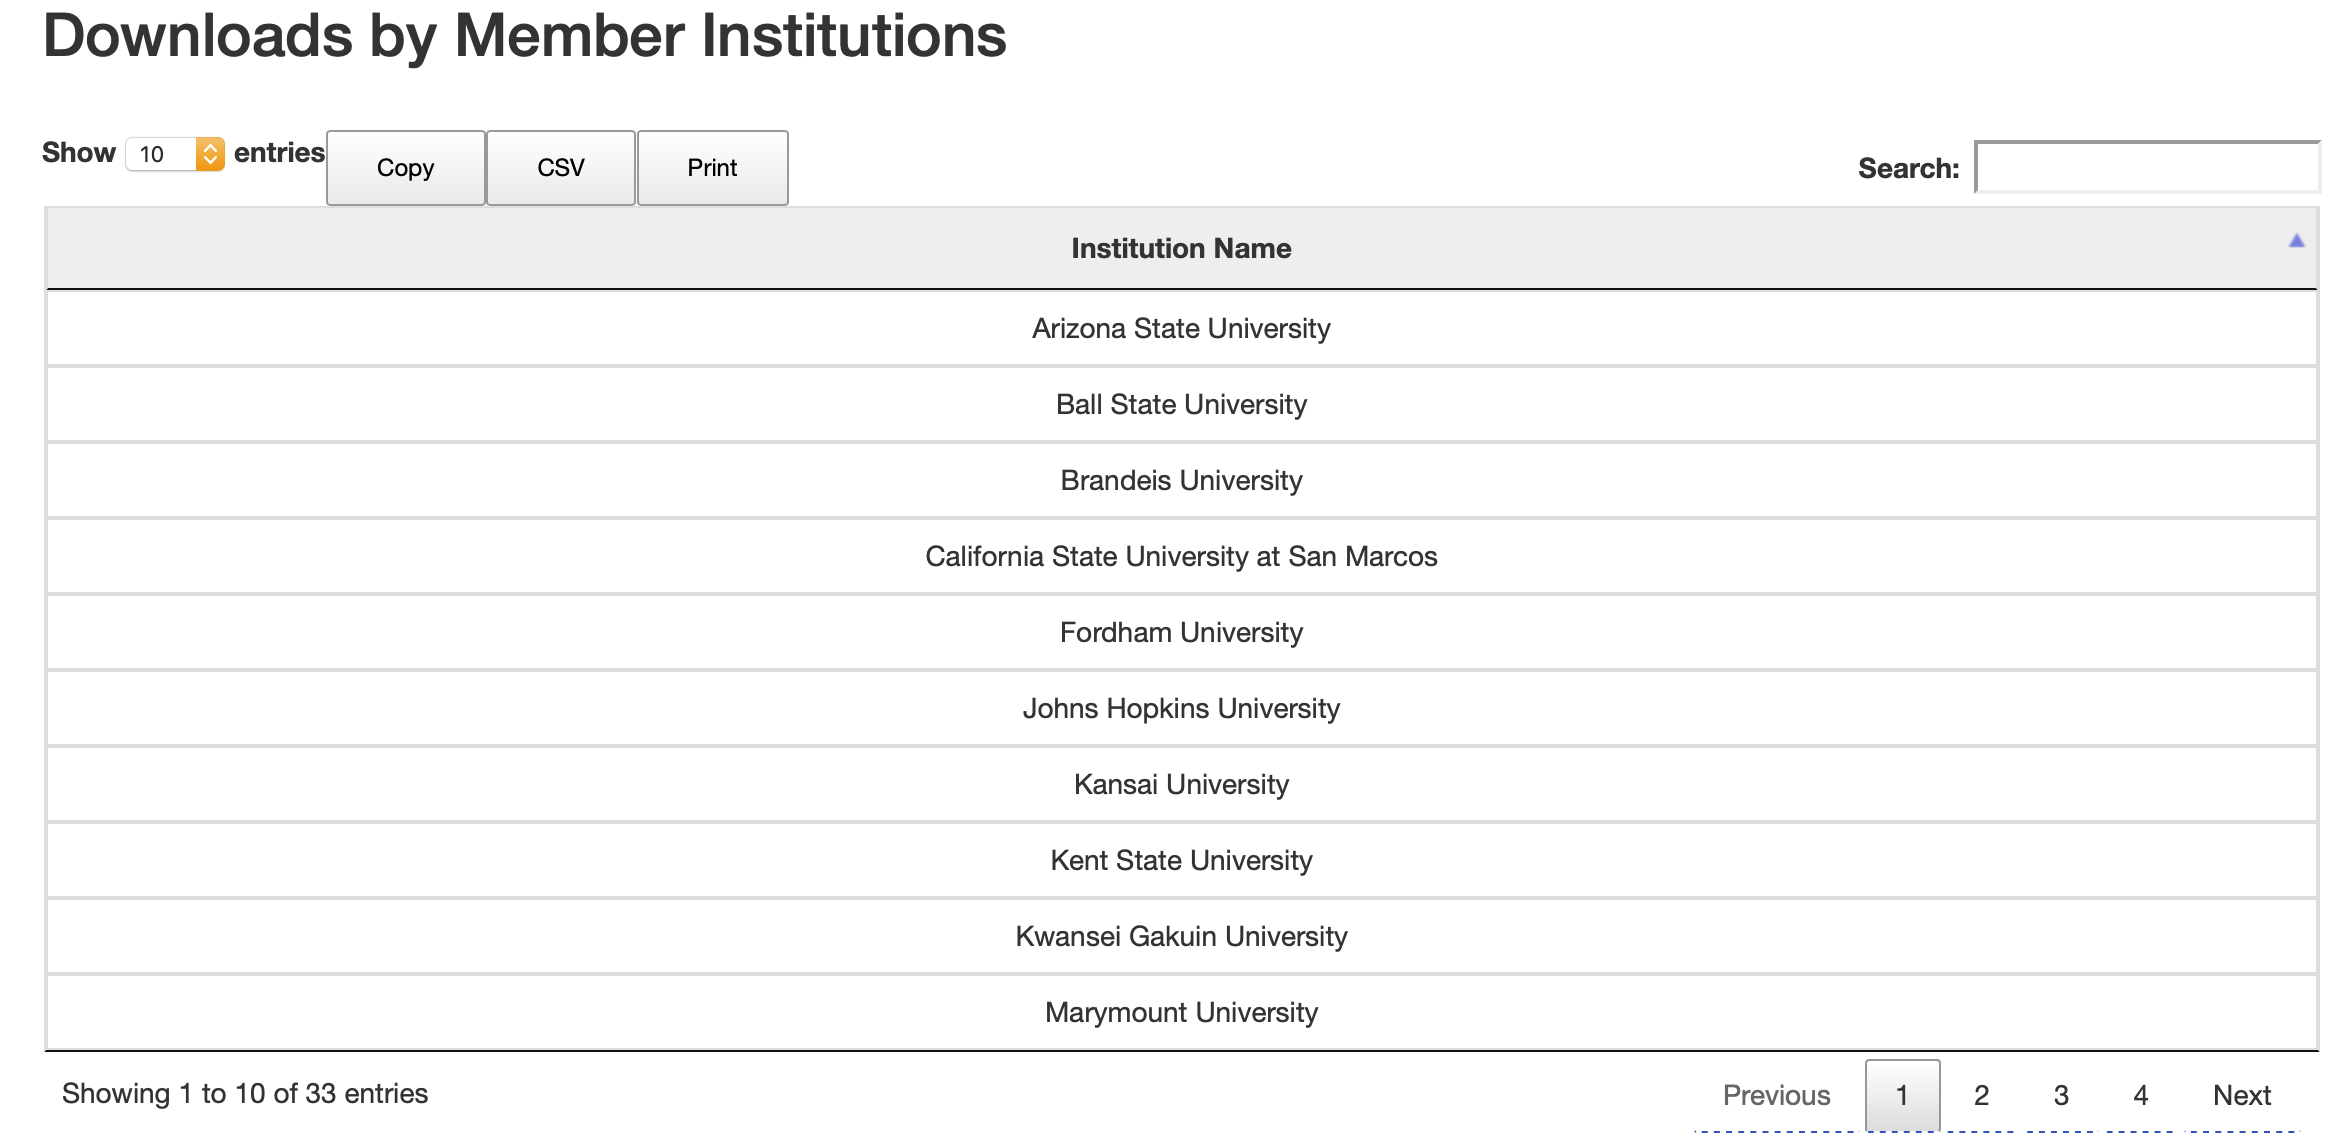 Downloads by Member Institutions
Show 10 entries Copy CSV Print Search:
Institution Name
Arizona State University
Ball State University
Brandeis University
California State University at San Marcos
Fordham University
Johns Hopkins University
Kansai University
Kent State University
Kwansei Gakuin University
Marymount University
Showing 1 to 10 of 33 entries Previous 1 2 3 4 Next